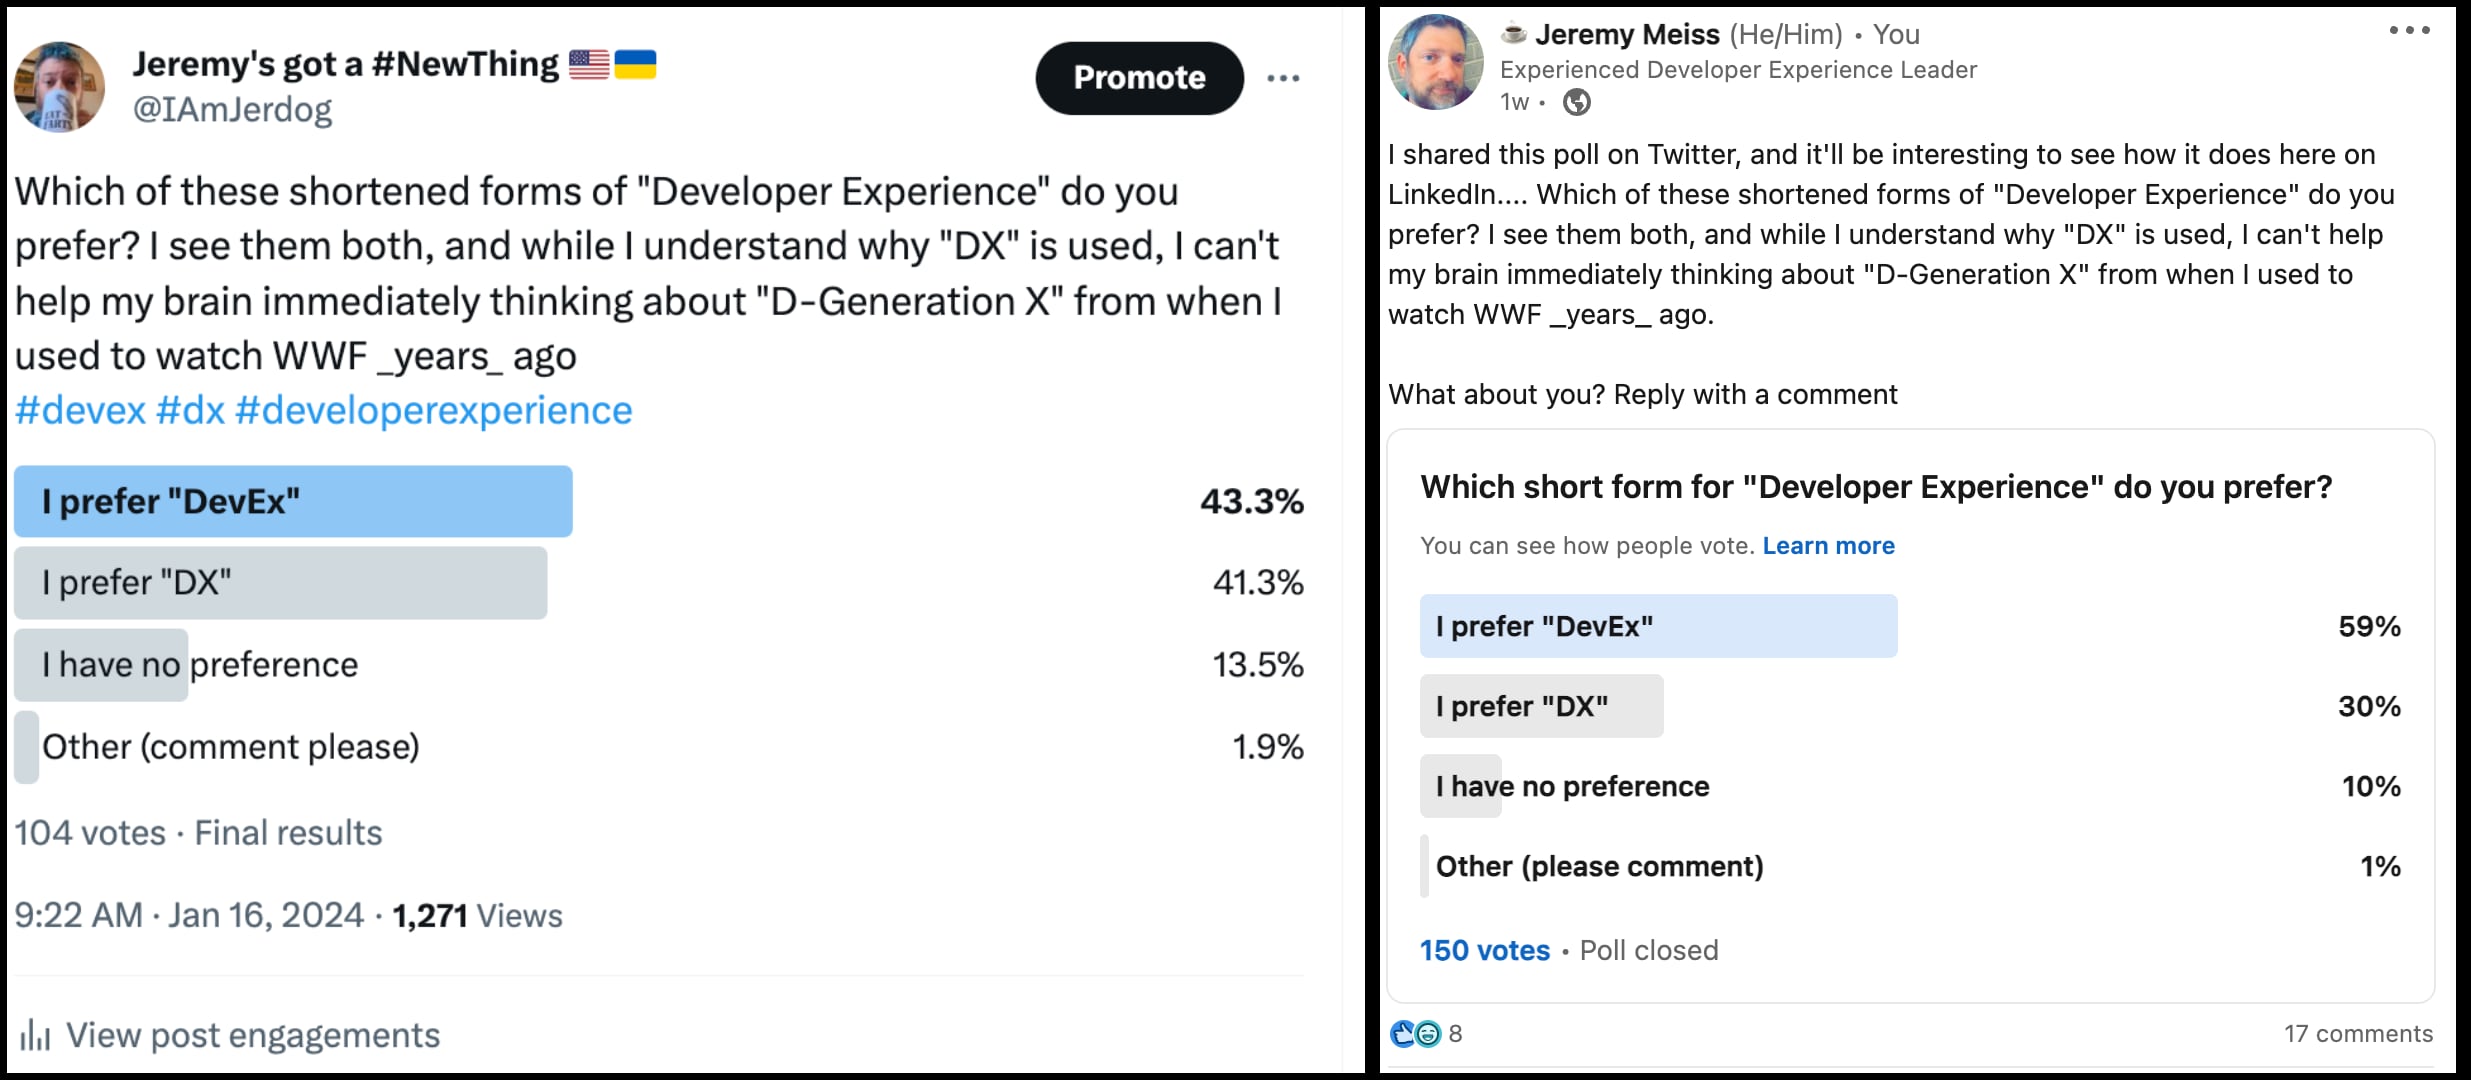 Jeremy's got a #NewThing 🇺🇸🇺🇦
@IAmJerdog
Promote
Which of these shortened forms of "Developer Experience" do you
prefer? I see them both, and while I understand why "DX" is used, I can't
help my brain immediately thinking about "D-Generation X" from when I
used to watch WWF _years_ ago
#devex #dx #developerexperience
I prefer "DevEx" 43.3%
I prefer "DX" 41.3%
I have no preference 13.5%
Other (comment please) 1.9%
104 votes · Final results
9:22 AM · Jan 16, 2024 · 1,271 Views
View post engagements
☕ Jeremy Meiss (He/Him) • You
Experienced Developer Experience Leader
1w •
I shared this poll on Twitter, and it'll be interesting to see how it does here on
LinkedIn.... Which of these shortened forms of "Developer Experience" do you
prefer? I see them both, and while I understand why "DX" is used, I can't help
my brain immediately thinking about "D-Generation X" from when I used to
watch WWF _years_ ago.
What about you? Reply with a comment
Which short form for "Developer Experience" do you prefer?
You can see how people vote. Learn more
I prefer "DevEx" 59%
I prefer "DX" 30%
I have no preference 10%
Other (please comment) 1%
150 votes • Poll closed
8
17 comments